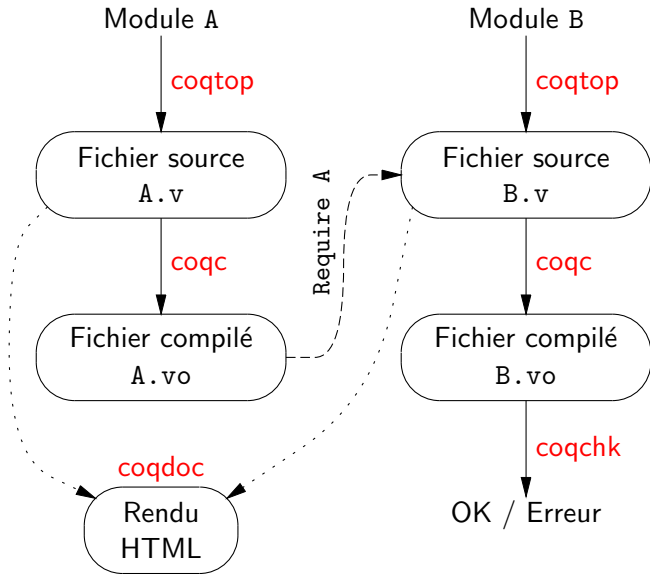 Module A
Module B
coqtop
coqtop
Fichier source
A.v
Fichier source
B.v
Require A
coqc
coqc
Fichier compilé
A.vo
Fichier compilé
B.vo
coqdoc
coqchk
Rendu
HTML
OK / Erreur